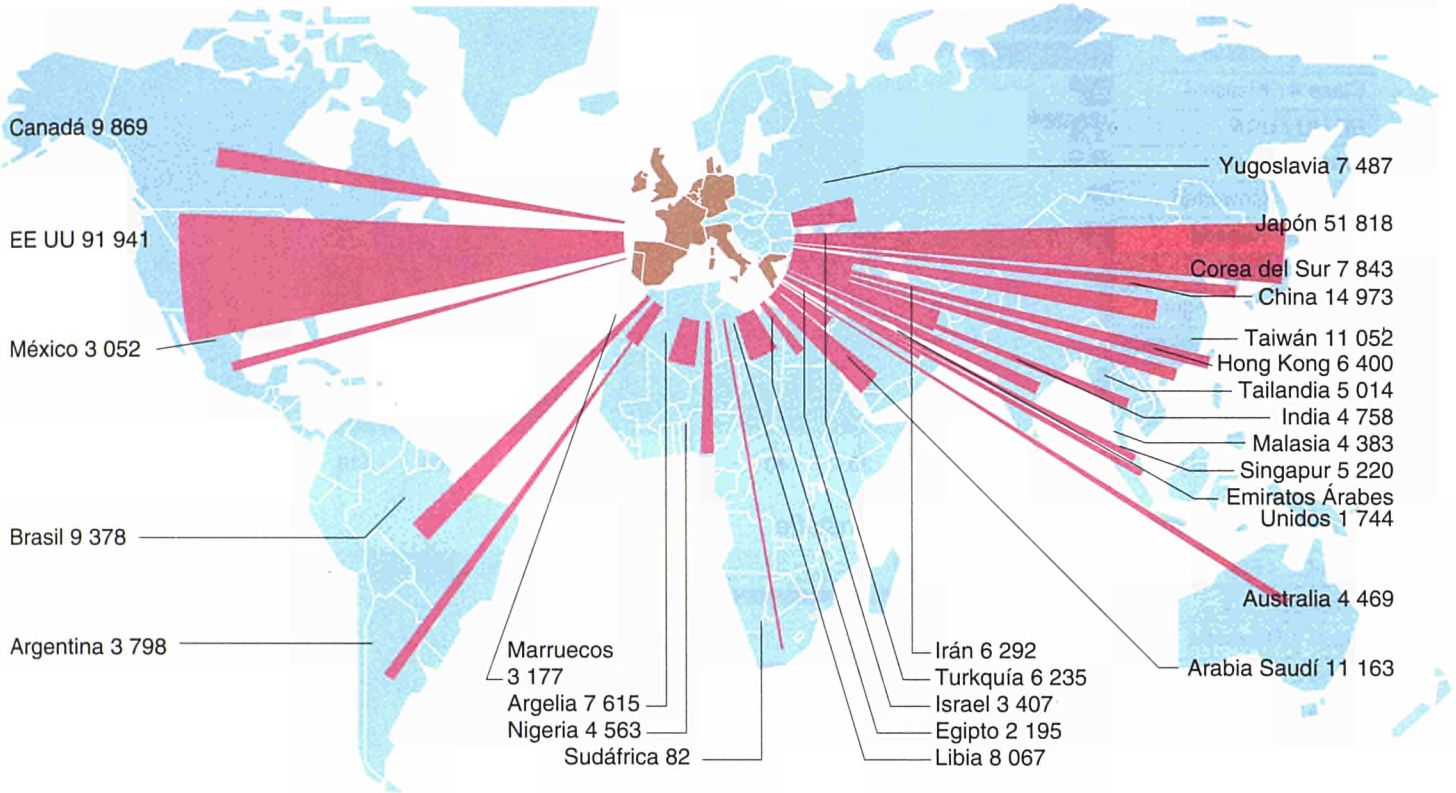 Canadá 9 869
EE UU 91 941
México 3 052
Brasil 9 378
Argentina 3 798
Marruecos
3 177
Argelia 7 615
Nigeria 4 563
Sudáfrica 82
Irán 6 292
Turkquía 6 235
Israel 3 407
Egipto 2 195
Libia 8 067
Yugoslavia 7 487
Japón 51 818
Corea del Sur 7 843
China 14 973
Taiwán 11 052
Hong Kong 6 400
Tailandia 5 014
India 4 758
Malasia 4 383
Singapur 5 220
Emiratos Árabes
Unidos 1 744
Australia 4 469
Arabia Saudí 11 163